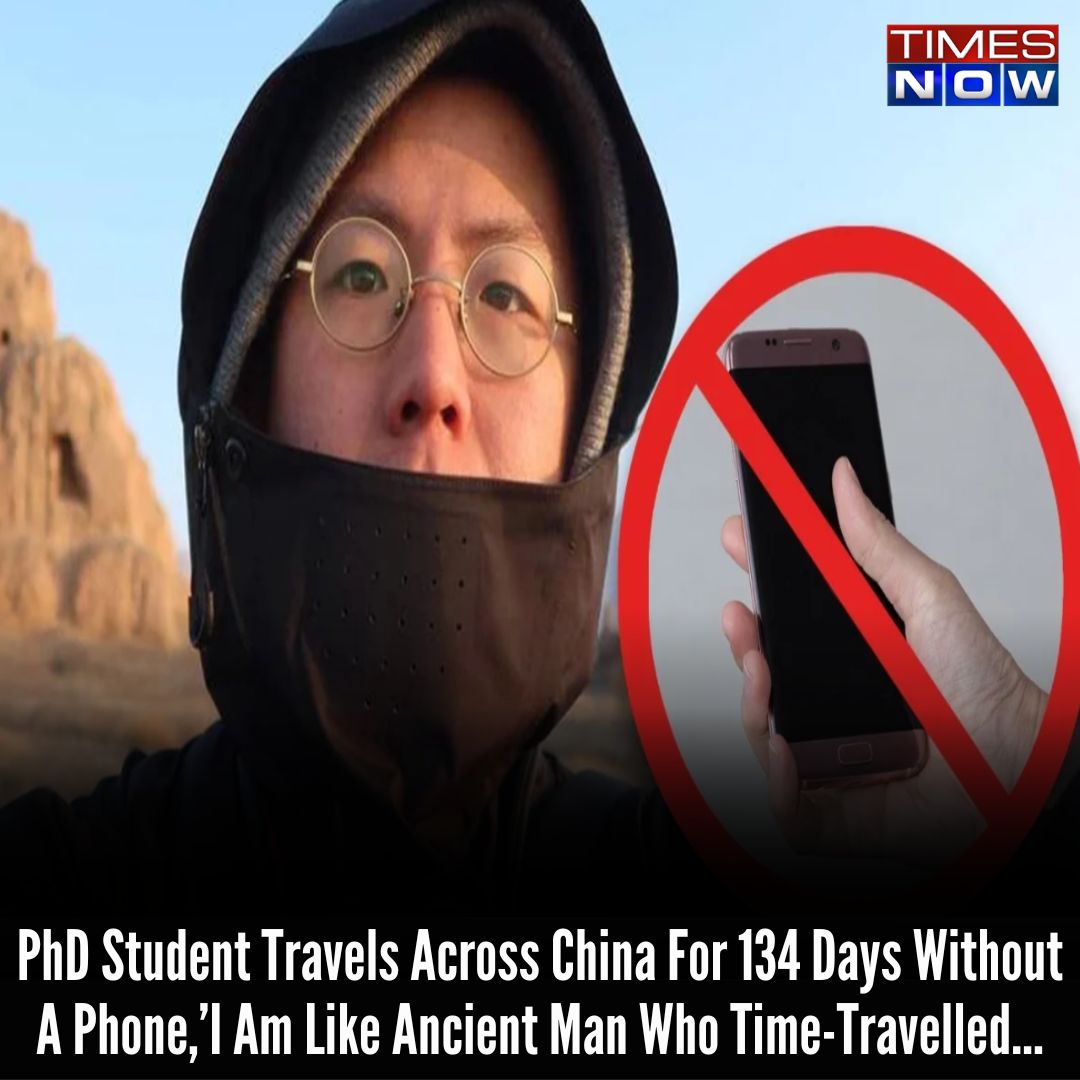 TIMES
NOW
PhD Student Travels Across China For 134 Days Without
A Phone,'I Am Like Ancient Man Who Time-Travelled...